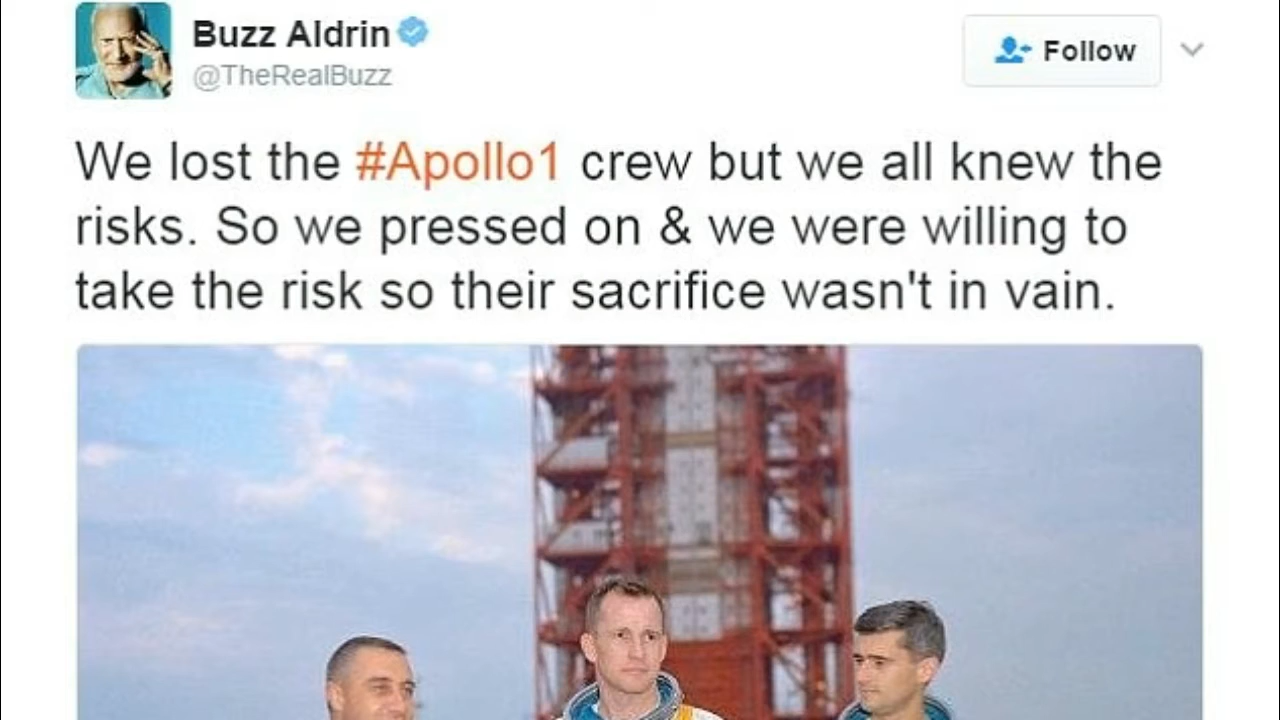 Buzz Aldrin
@TheRealBuzz
Follow
We lost the #Apollo1 crew but we all knew the
risks. So we pressed on & we were willing to
take the risk so their sacrifice wasn't in vain.